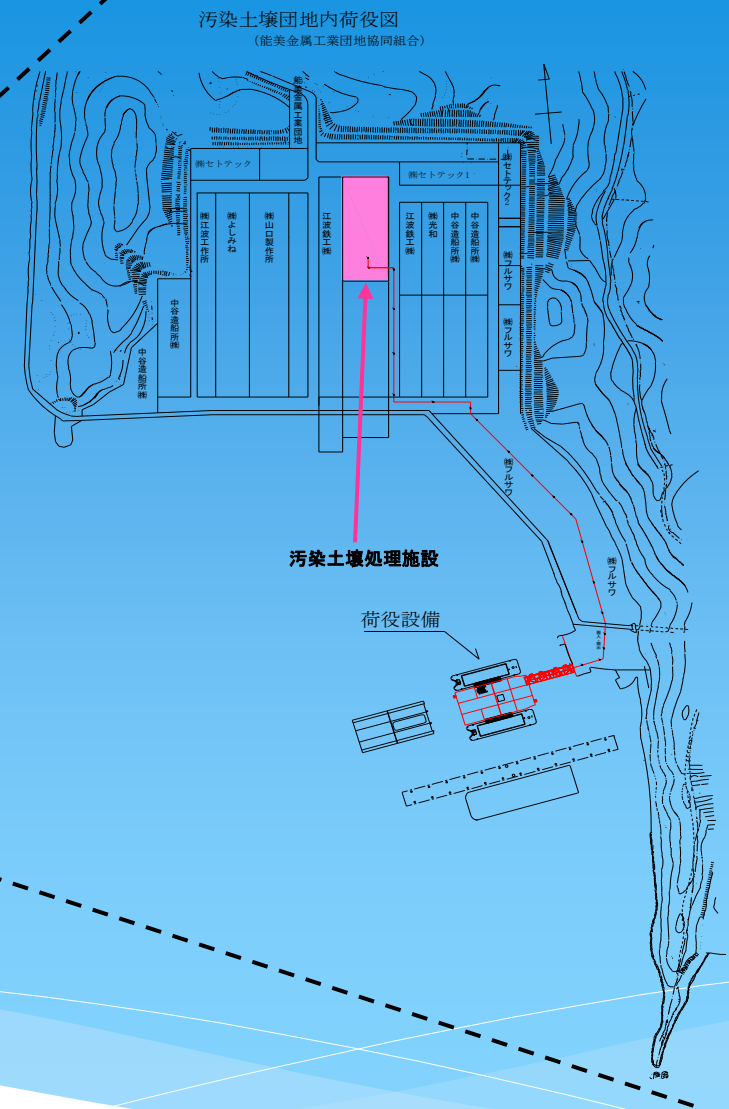 汚染土壌団地内荷役図
(能美金属工業団地協同組合)
能美金属工業団地
㈱セトテック
㈱セトテック1
㈱セトテック2
㈱江波工作所
㈱よしみね
㈱山口製作所
江波鉄工㈱
江波鉄工㈱
㈱光和
中谷造船所㈱
中谷造船所㈱
㈱フルサワ
㈱フルサワ
中谷造船所㈱
中谷造船所㈱
㈱フルサワ
㈱フルサワ
汚染土壌処理施設
荷役設備